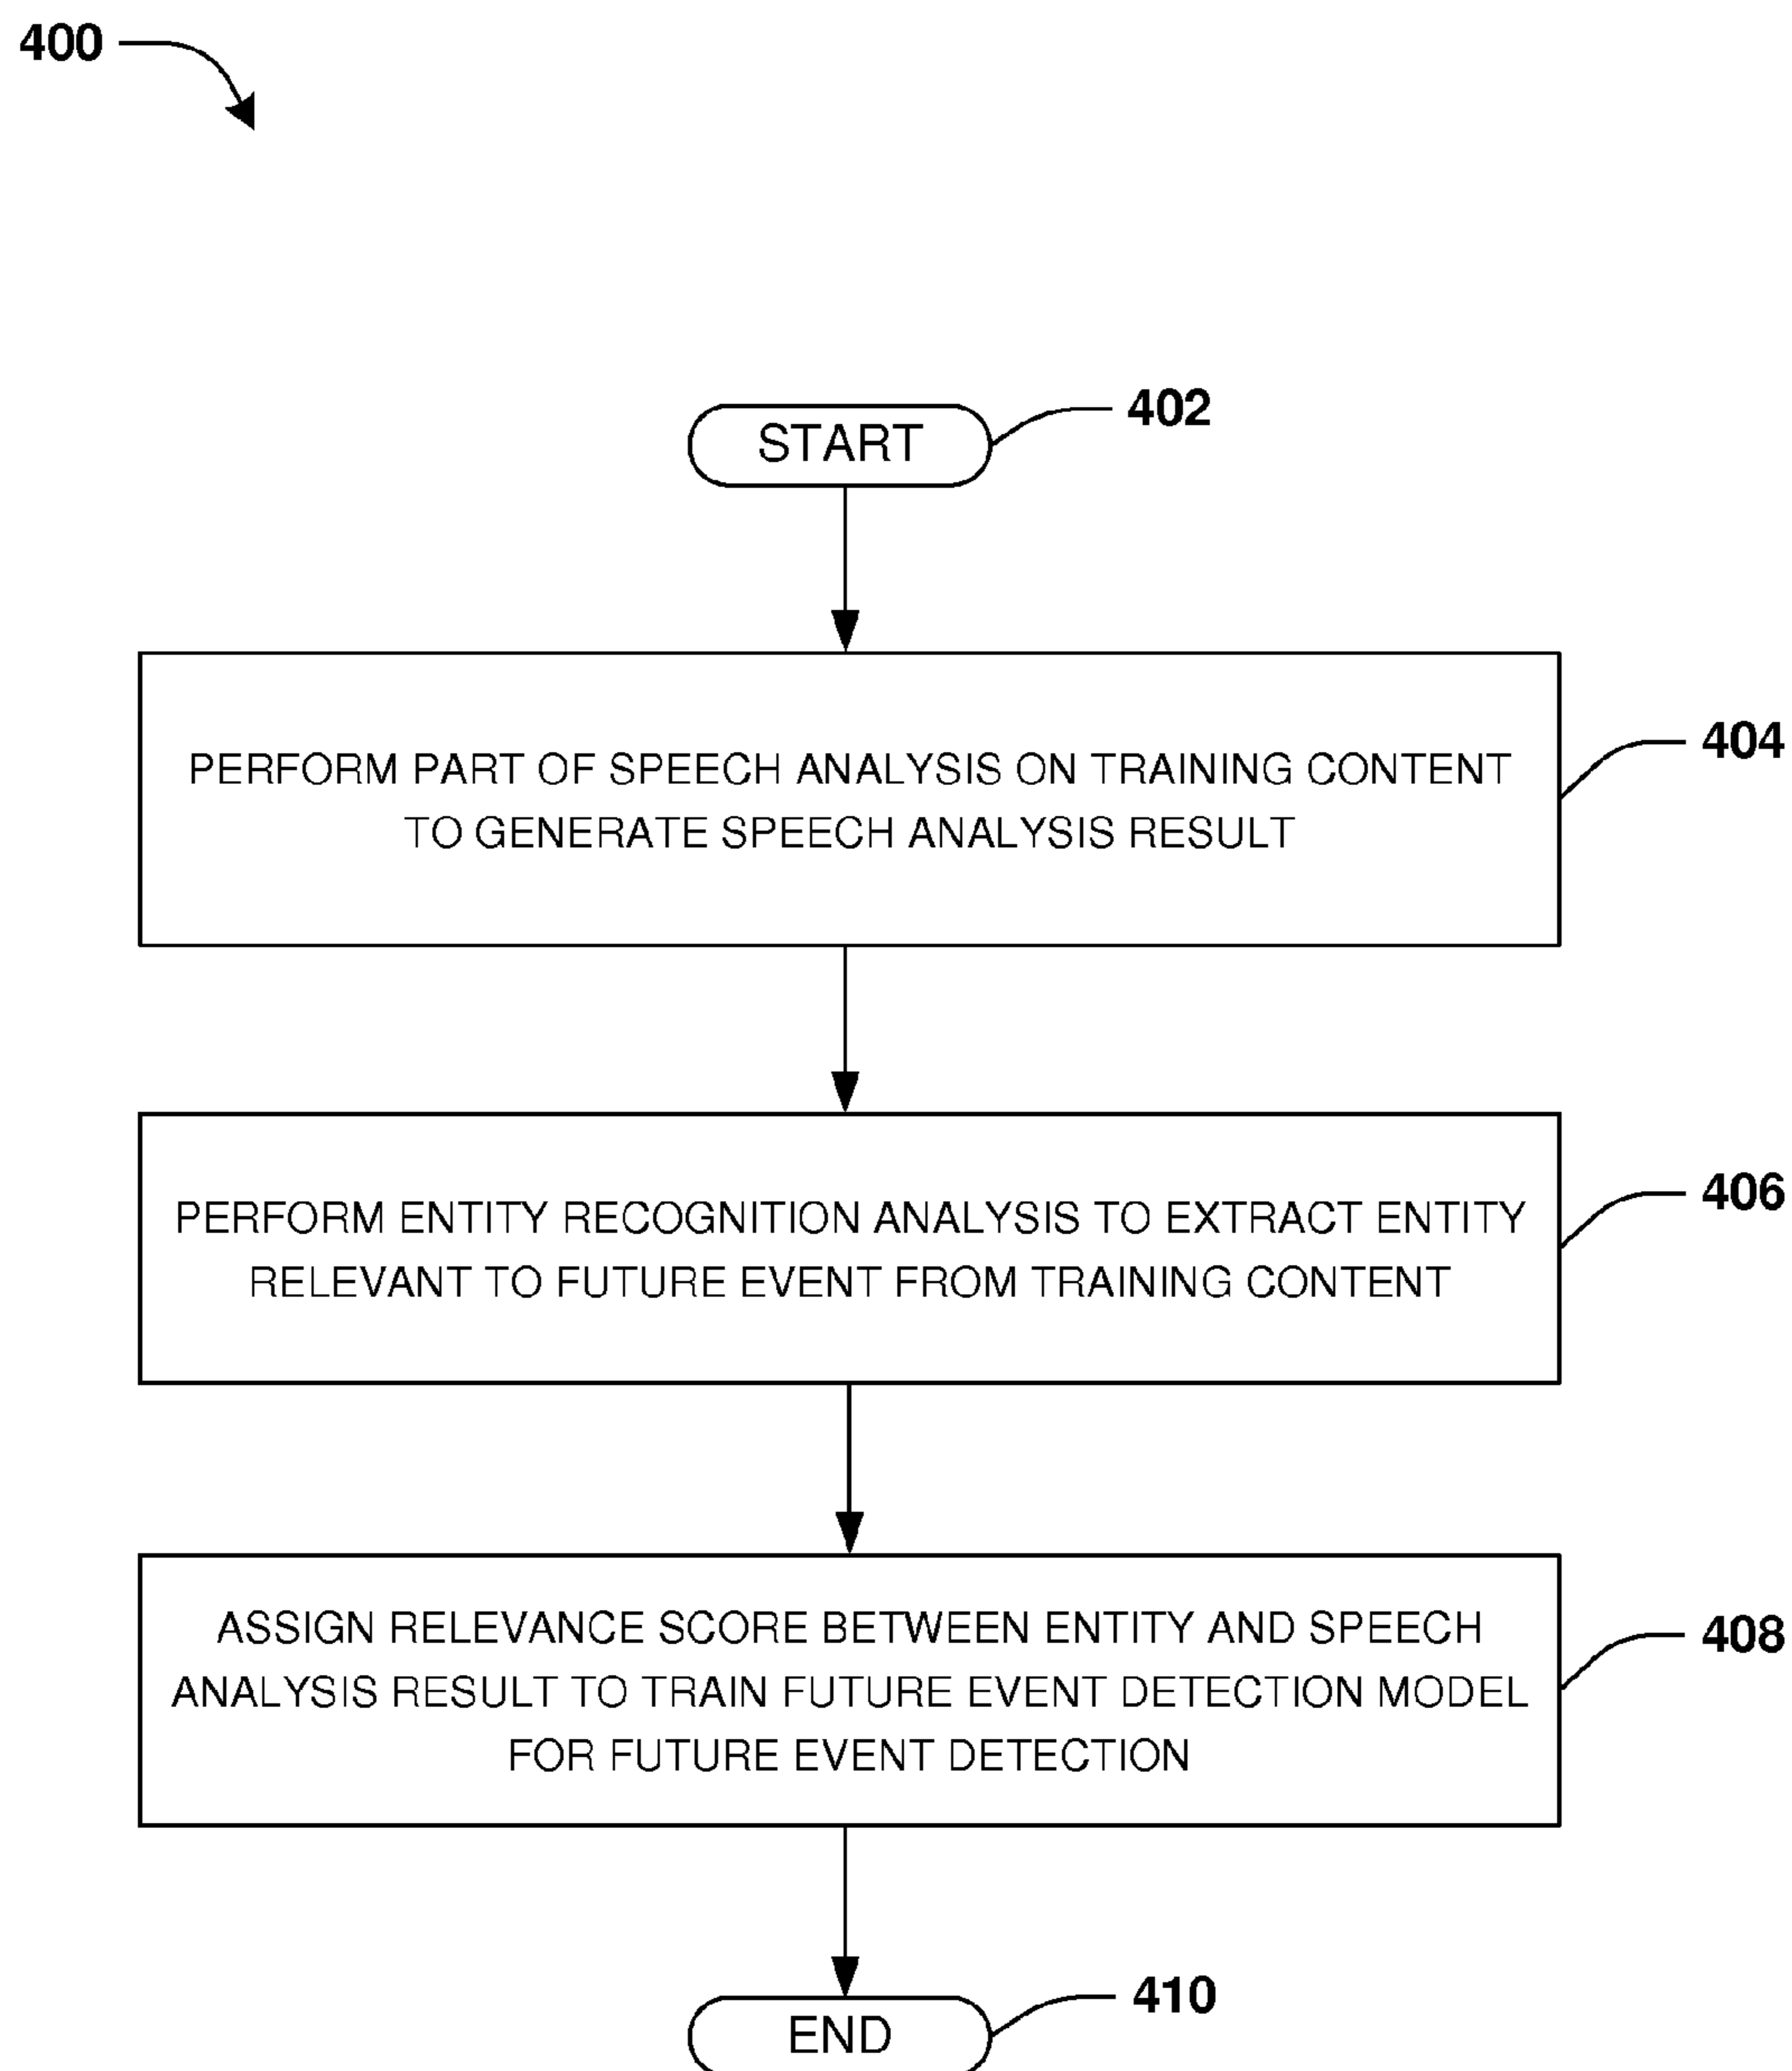 400
START
402
PERFORM PART OF SPEECH ANALYSIS ON TRAINING CONTENT
TO GENERATE SPEECH ANALYSIS RESULT
404
PERFORM ENTITY RECOGNITION ANALYSIS TO EXTRACT ENTITY
RELEVANT TO FUTURE EVENT FROM TRAINING CONTENT
406
ASSIGN RELEVANCE SCORE BETWEEN ENTITY AND SPEECH
ANALYSIS RESULT TO TRAIN FUTURE EVENT DETECTION MODEL
FOR FUTURE EVENT DETECTION
408
END
410